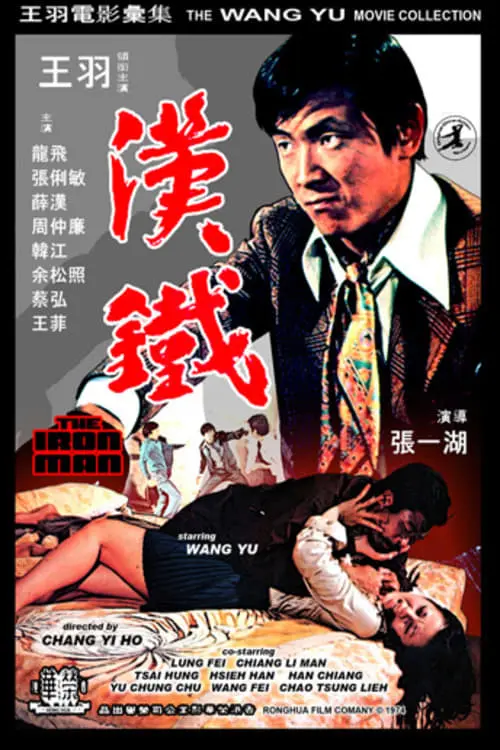 王羽電影彙集 THE WANG YU MOVIE COLLECTION
王羽 領銜主演
漢鐵
主演
龍飛
張俐敏
薛漢
周仲廉
韓江
余松照
蔡弘
王菲
THE
IRON
MAN
演導
張一湖
starring
WANG YU
directed by
CHANG YI HO
co-starring
LUNG FEI CHIANG LI MAN
TSAI HUNG HSIEH HAN HAN CHIANG
YU CHUNG CHU WANG FEI CHAO TSUNG LIEH
RONGHUA FILM COMANY © 1974